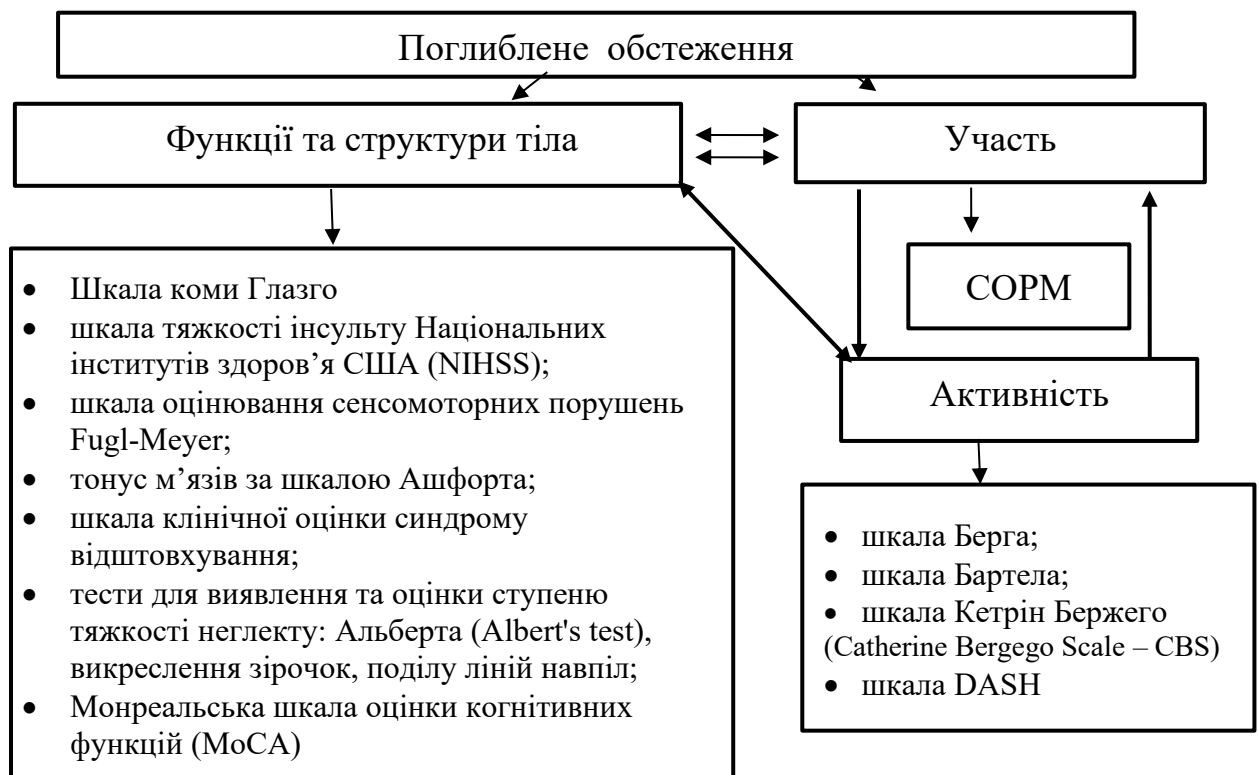 Поглиблене обстеження
Функції та структури тіла
Участь
COPM
Активність
• Шкала коми Глазго
• шкала тяжкості інсульту Національних
інститутів здоров’я США (NIHSS);
• шкала оцінювання сенсомоторних порушень
Fugl-Meyer;
• тонус м’язів за шкалою Ашфорта;
• шкала клінічної оцінки синдрому
відштовхування;
• тести для виявлення та оцінки ступеню
тяжкості неглекту: Альберта (Albert's test),
викреслення зірочок, поділу ліній навпіл;
• Монреальська шкала оцінки когнітивних
функцій (MoCA)
• шкала Берга;
• шкала Бартела;
• шкала Кетрін Бержего
(Catherine Bergego Scale – CBS)
• шкала DASH